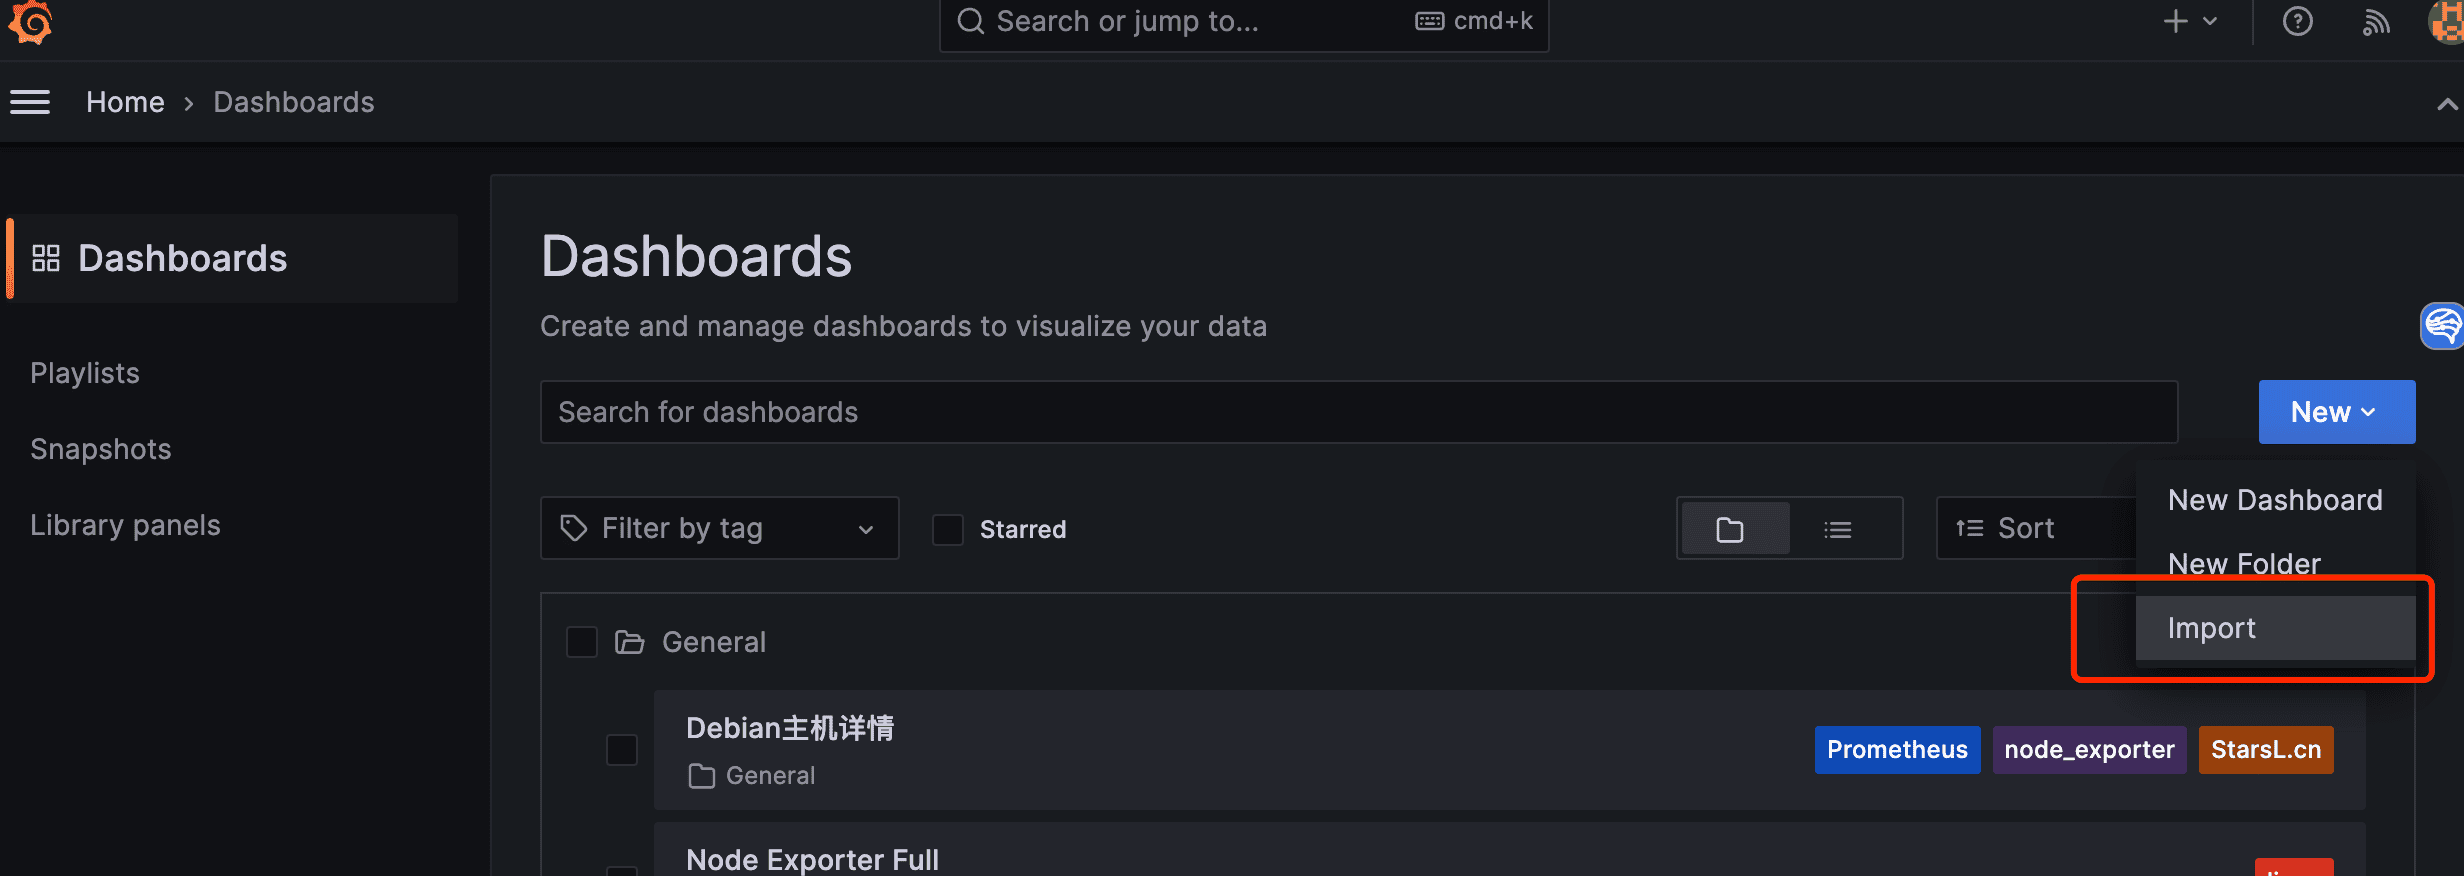 Search or jump to...
cmd+k
Home
Dashboards
Dashboards
Playlists
Snapshots
Library panels
Dashboards
Create and manage dashboards to visualize your data
Search for dashboards
New
Filter by tag
Starred
Sort
New Dashboard
New Folder
Import
General
Debian主机详情
General
Prometheus
node_exporter
StarsL.cn
Node Exporter Full